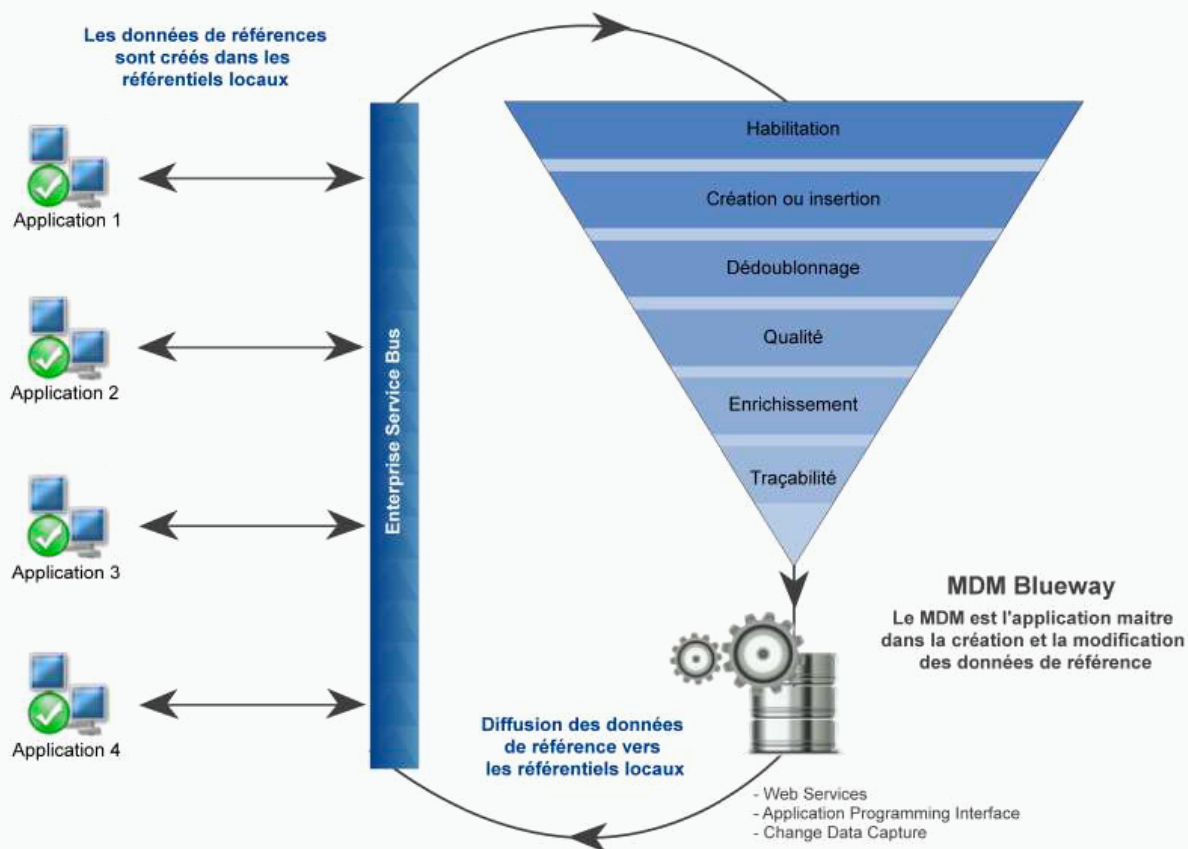 Les données de références
sont créés dans les
référentiels locaux
Application 1
Application 2
Application 3
Application 4
Enterprise Service Bus
Habilitation
Création ou insertion
Dédoublonnage
Qualité
Enrichissement
Traçabilité
MDM Blueway
Le MDM est l'application maitre
dans la création et la modification
des données de référence
Diffusion des données
de référence vers
les référentiels locaux
- Web Services
- Application Programming Interface
- Change Data Capture